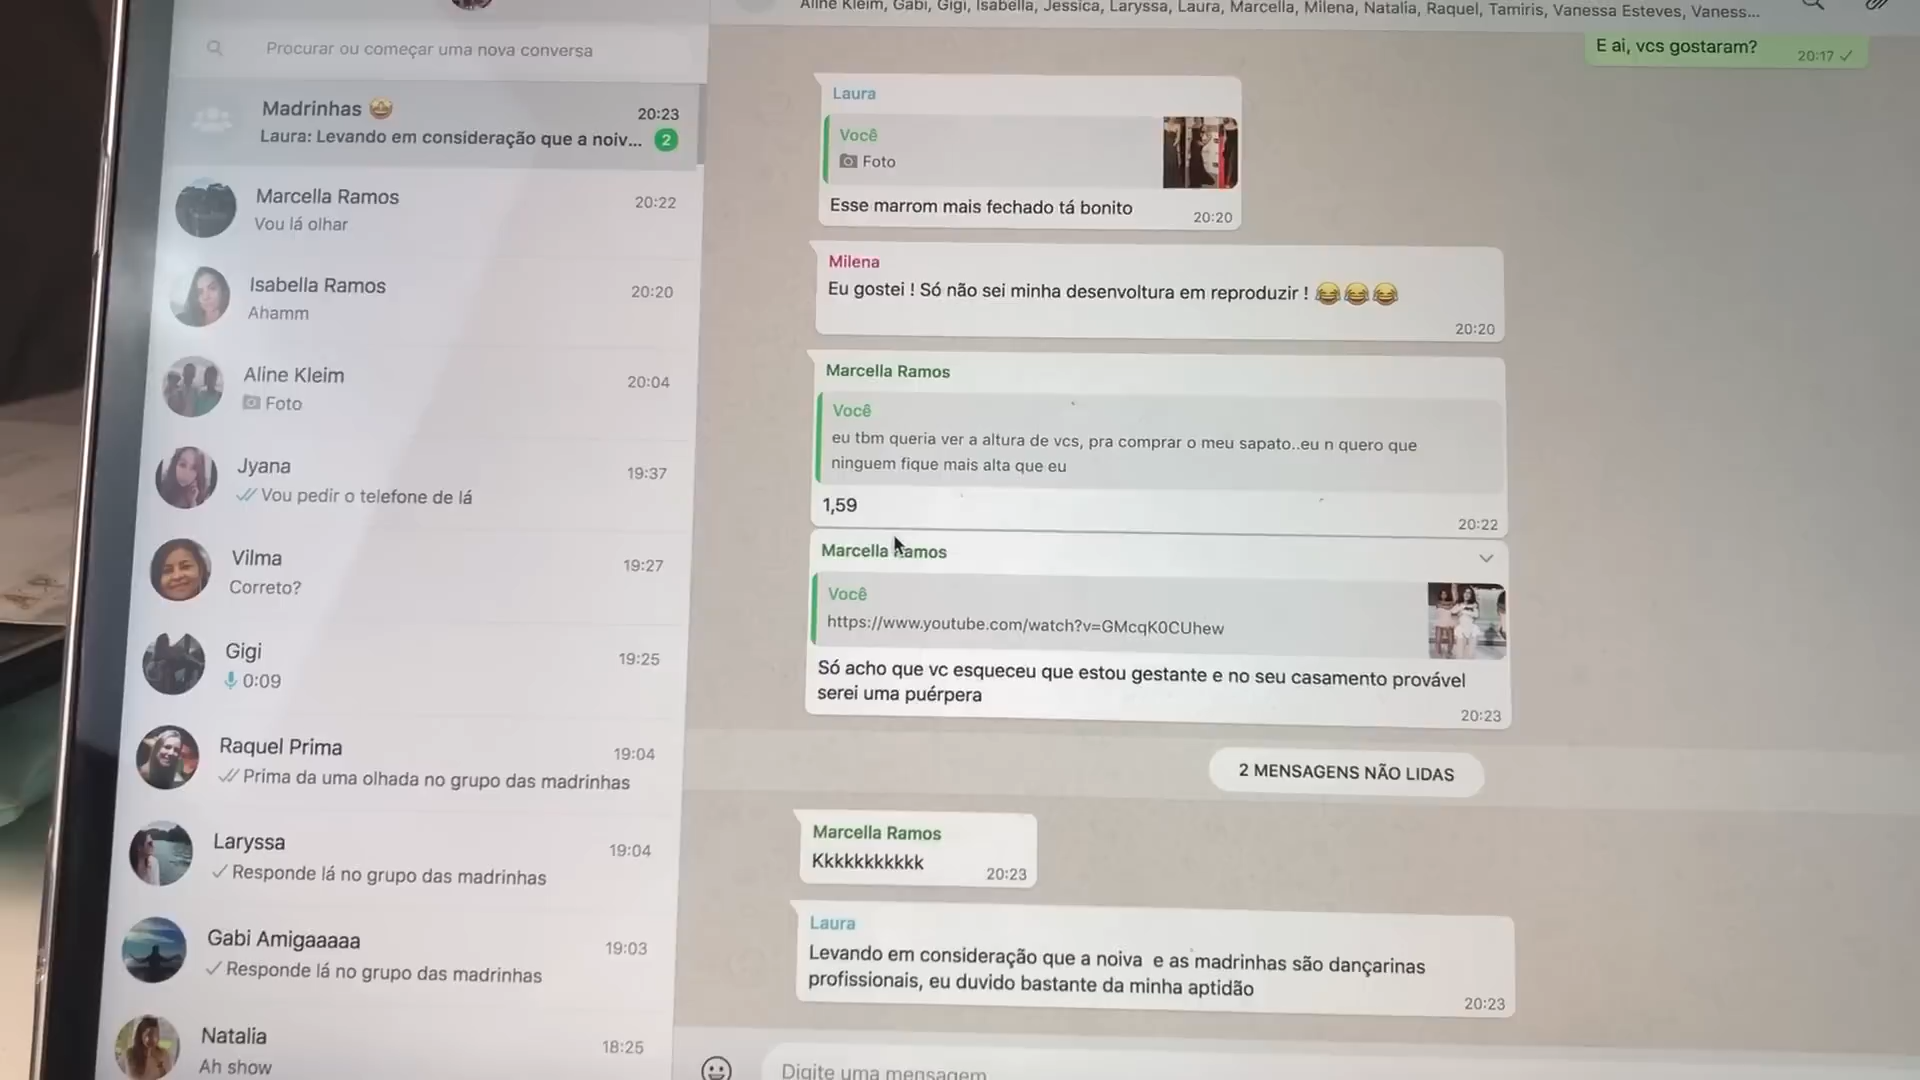 Procurar ou começar uma nova conversa
Madrinhas 🤩
20:23
Laura: Levando em consideração que a noiv...
2
Marcella Ramos
20:22
Vou lá olhar
Isabella Ramos
20:20
Ahamm
Aline Kleim
20:04
Foto
Jyana
19:37
Vou pedir o telefone de lá
Vilma
19:27
Correto?
Gigi
19:25
0:09
Raquel Prima
19:04
Prima da uma olhada no grupo das madrinhas
Laryssa
19:04
Responde lá no grupo das madrinhas
Gabi Amigaaaaa
19:03
Responde lá no grupo das madrinhas
Natalia
18:25
Ah show
Aline Kleim, Gabi, Gigi, Isabella, Jessica, Laryssa, Laura, Marcella, Milena, Natalia, Raquel, Tamiris, Vanessa Esteves, Vaness...
E ai, vcs gostaram?
20:17
Laura
Você
Foto
Esse marrom mais fechado tá bonito
20:20
Milena
Eu gostei ! Só não sei minha desenvoltura em reproduzir ! 😂😂😂
20:20
Marcella Ramos
Você
eu tbm queria ver a altura de vcs, pra comprar o meu sapato..eu n quero que
ninguem fique mais alta que eu
1,59
20:22
Marcella Ramos
Você
https://www.youtube.com/watch?v=GMcqK0CUhew
Só acho que vc esqueceu que estou gestante e no seu casamento provável
serei uma puérpera
20:23
2 MENSAGENS NÃO LIDAS
Marcella Ramos
Kkkkkkkkkkk
20:23
Laura
Levando em consideração que a noiva e as madrinhas são dançarinas
profissionais, eu duvido bastante da minha aptidão
20:23
Digite uma mensagem